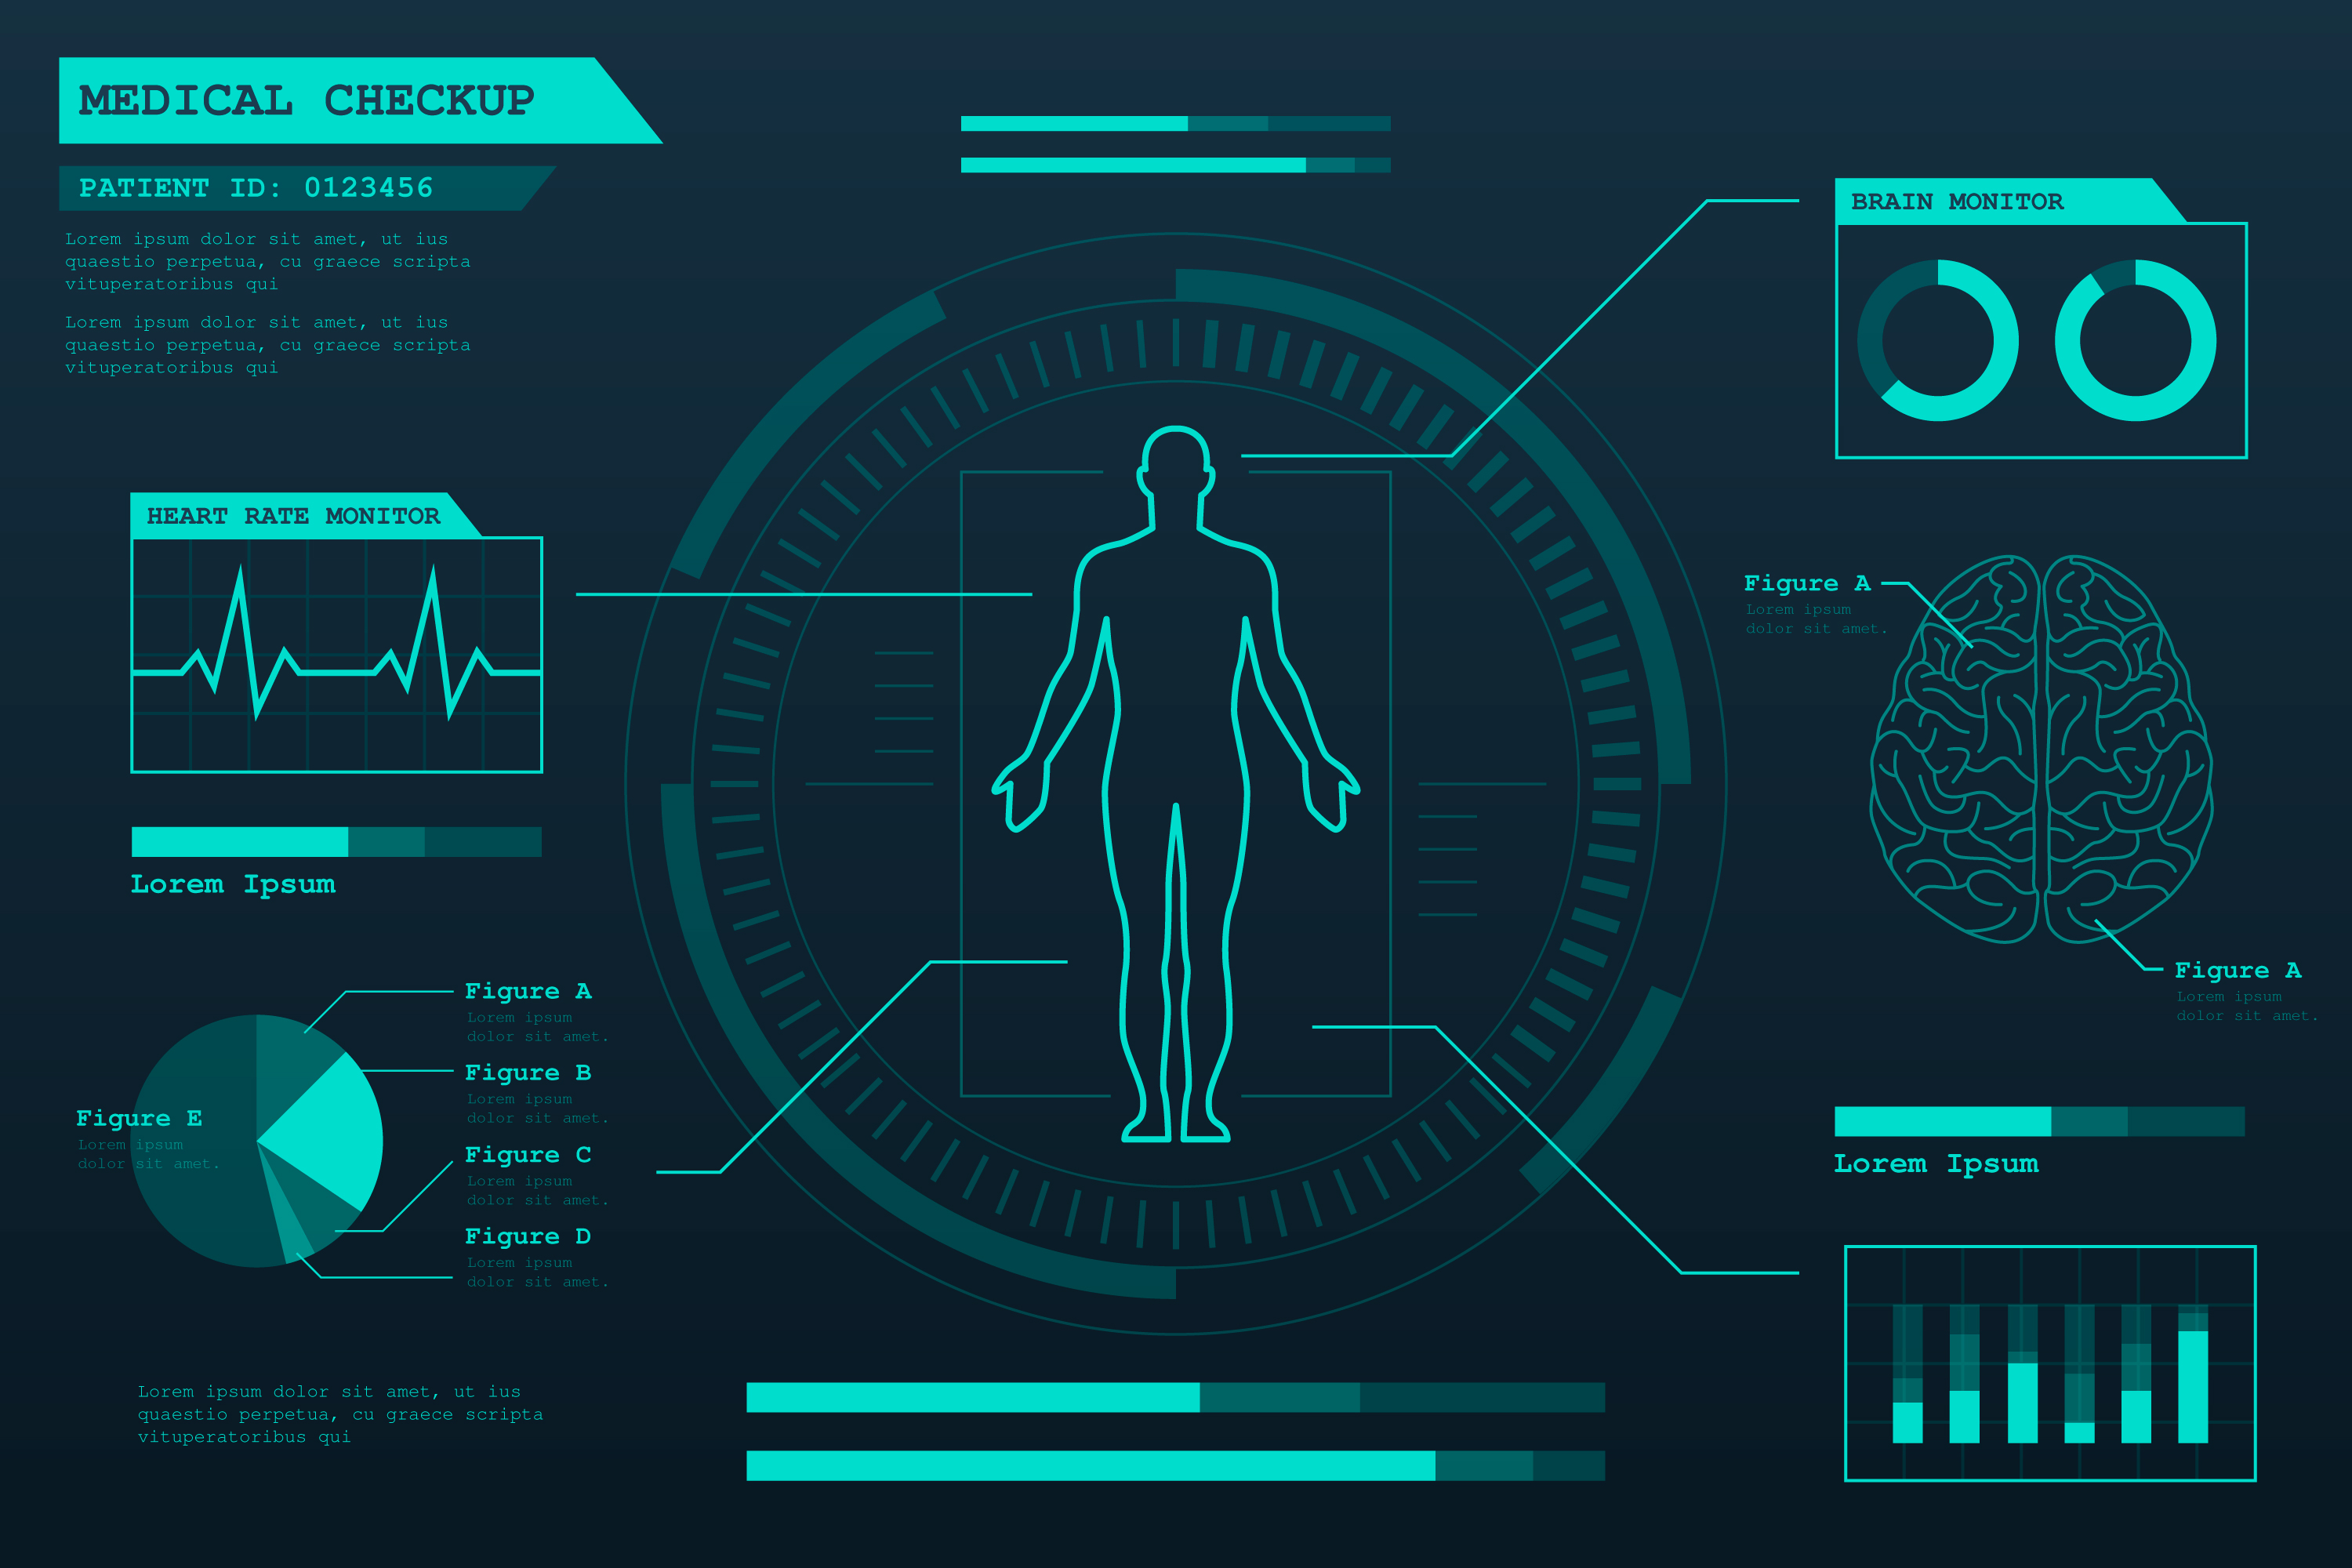 MEDICAL CHECKUP
PATIENT ID: 0123456
Lorem ipsum dolor sit amet, ut ius
quaestio perpetua, cu graece scripta
vituperatoribus qui
Lorem ipsum dolor sit amet, ut ius
quaestio perpetua, cu graece scripta
vituperatoribus qui
HEART RATE MONITOR
Lorem Ipsum
Figure A
Lorem ipsum
dolor sit amet.
Figure B
Lorem ipsum
dolor sit amet.
Figure C
Lorem ipsum
dolor sit amet.
Figure D
Lorem ipsum
dolor sit amet.
Figure E
Lorem ipsum
dolor sit amet.
Lorem ipsum dolor sit amet, ut ius
quaestio perpetua, cu graece scripta
vituperatoribus qui
BRAIN MONITOR
Figure A
Lorem ipsum
dolor sit amet.
Figure A
Lorem ipsum
dolor sit amet.
Lorem Ipsum